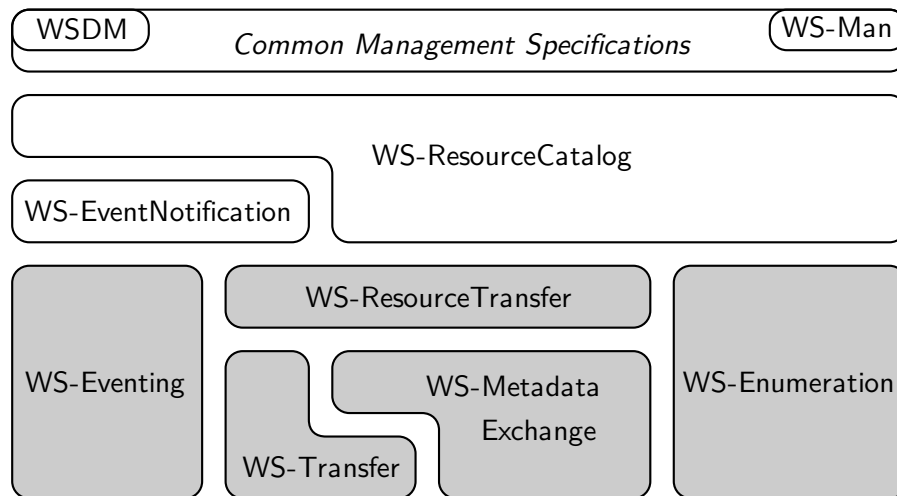 WSDM
Common Management Specifications
WS-Man
WS-ResourceCatalog
WS-EventNotification
WS-ResourceTransfer
WS-Eventing
WS-Metadata
Exchange
WS-Enumeration
WS-Transfer